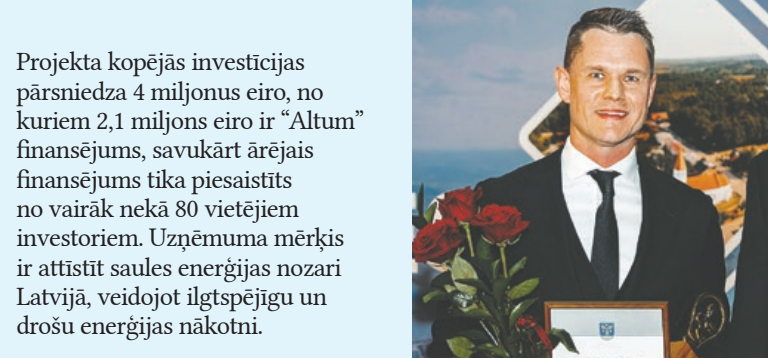 Projekta kopējās investīcijas
pārsniedza 4 miljonus eiro, no
kuriem 2,1 miljons eiro ir “Altum”
finansējums, savukārt ārējais
finansējums tika piesaistīts
no vairāk nekā 80 vietējiem
investoriem. Uzņēmuma mērķis
ir attīstīt saules enerģijas nozari
Latvijā, veidojot ilgtspējīgu un
drošu enerģijas nākotni.